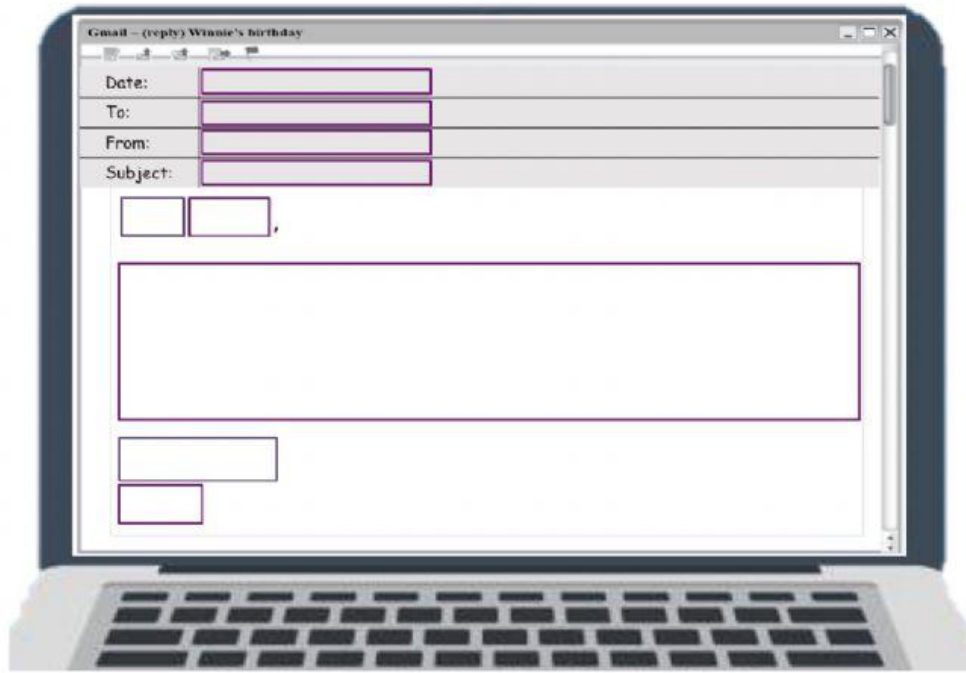 Gmail – (reply) Winnie's birthday
Date:
To:
From:
Subject:
,